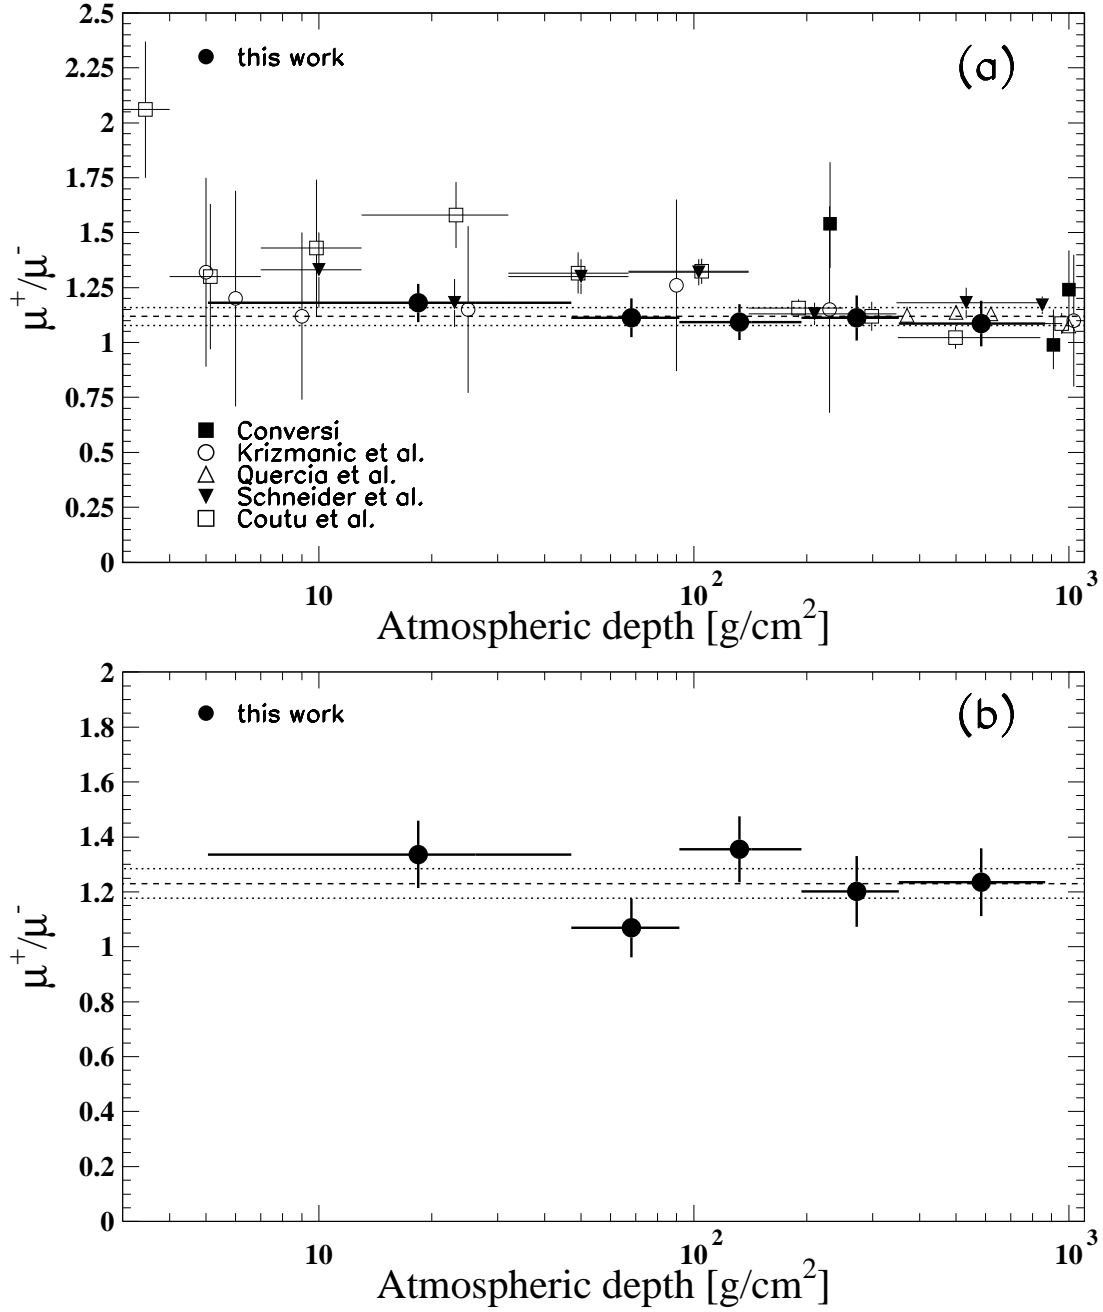 2.5
2.25
2
1.75
1.5
1.25
1
0.75
0.5
0.25
0
μ⁺/μ⁻
this work
(a)
Conversi
Krizmanic et al.
Quercia et al.
Schneider et al.
Coutu et al.
10
10²
10³
Atmospheric depth [g/cm²]
2
1.8
1.6
1.4
1.2
1
0.8
0.6
0.4
0.2
0
μ⁺/μ⁻
this work
(b)
10
10²
10³
Atmospheric depth [g/cm²]